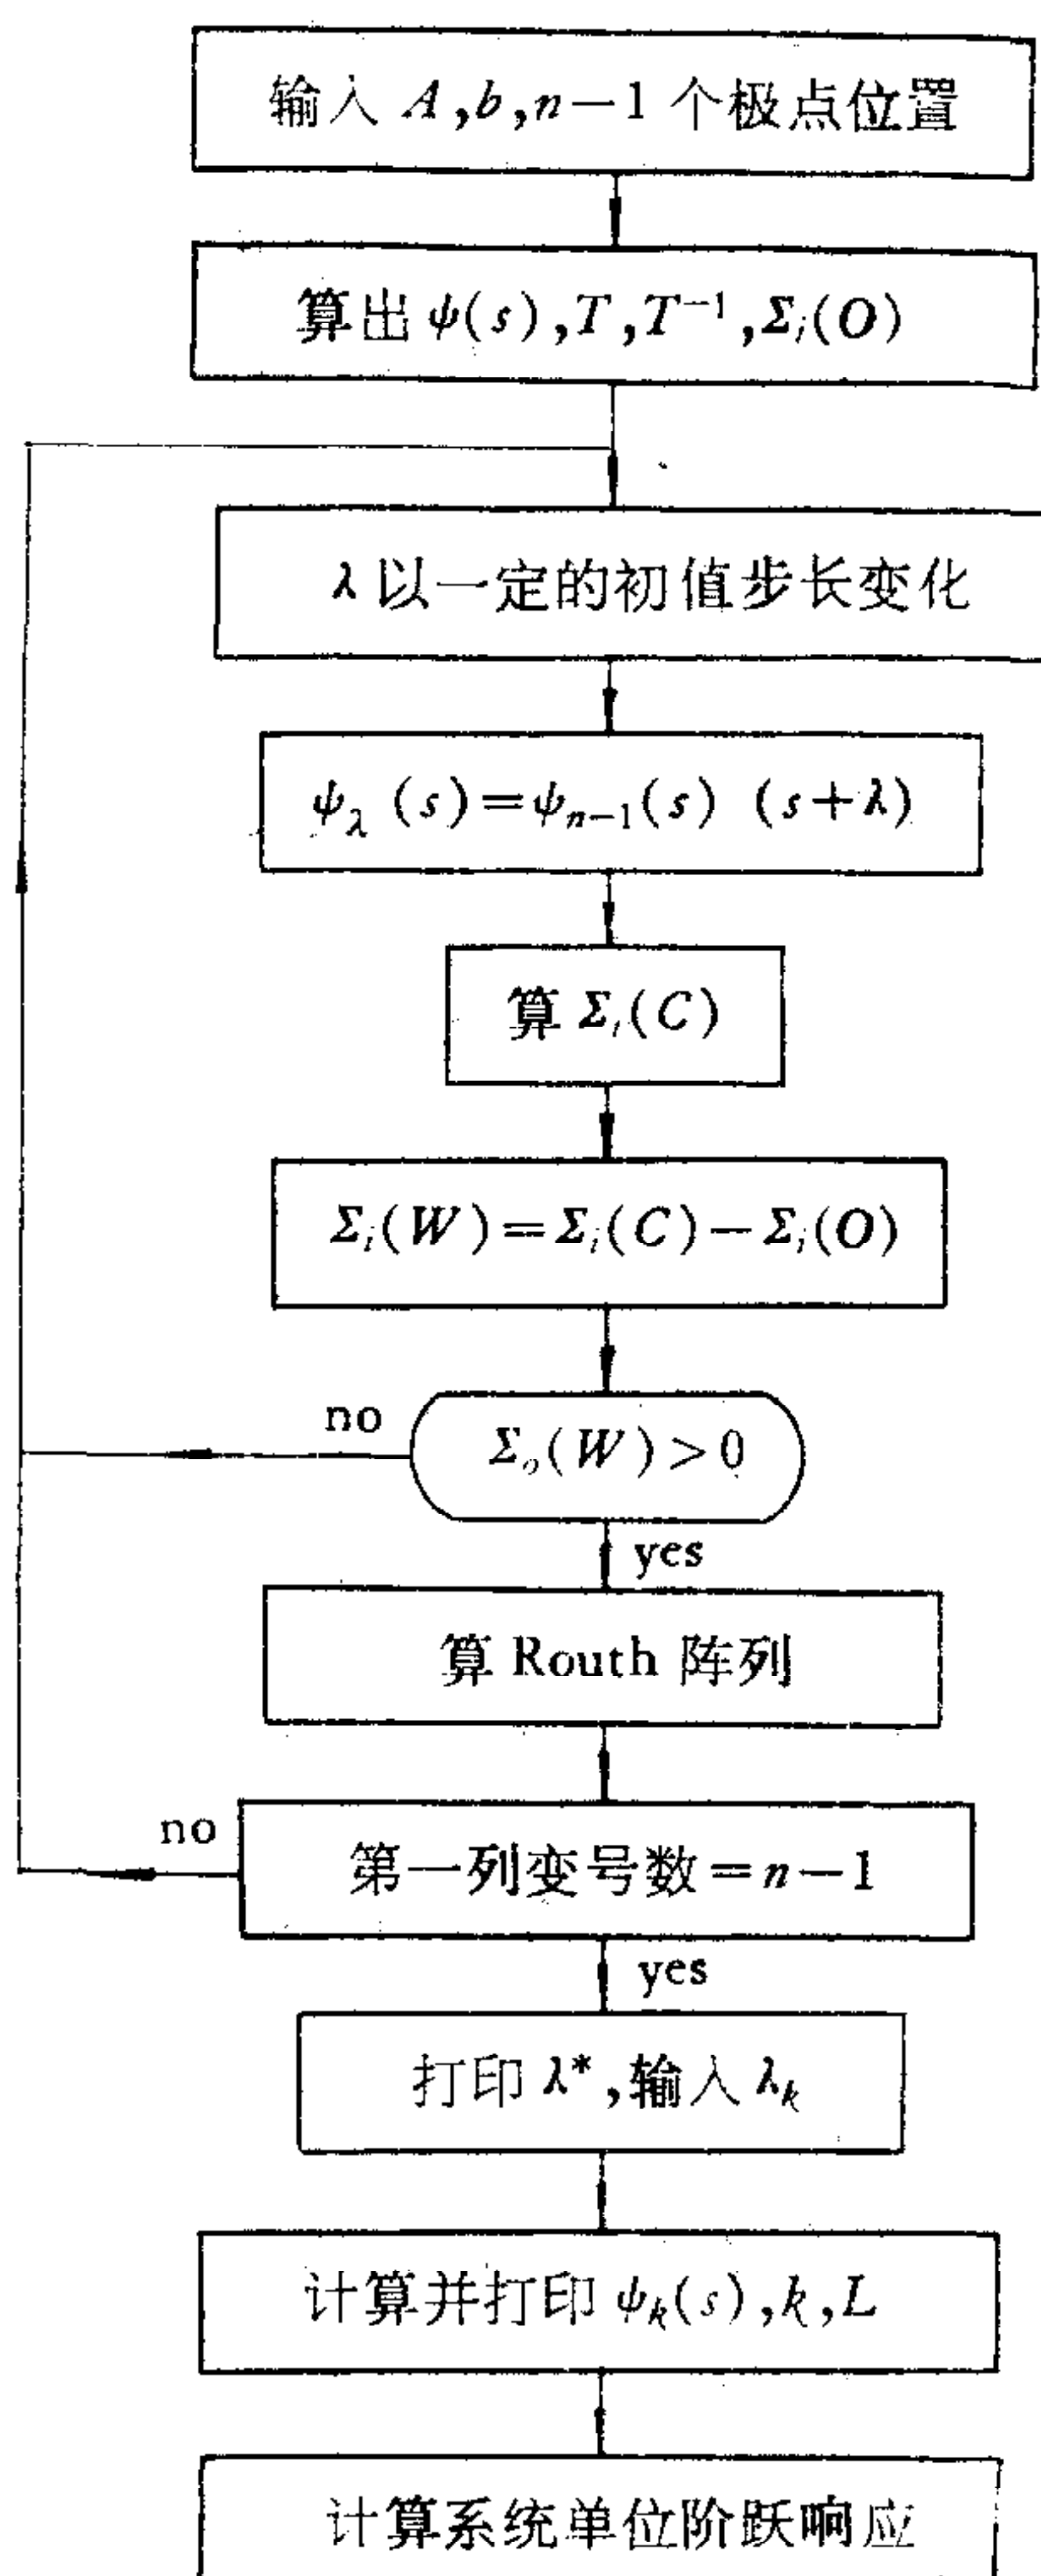 输入 A,b,n−1 个极点位置
算出 ψ(s),T,T⁻¹,Σᵢ(O)
λ 以一定的初值步长变化
ψ_λ (s)=ψ_{n−1}(s) (s+λ)
算 Σᵢ(C)
Σᵢ(W)=Σᵢ(C)−Σᵢ(O)
no
Σ₀(W)>0
yes
算 Routh 阵列
no
第一列变号数=n−1
yes
打印 λ*,输入 λ_k
计算并打印 ψ_k(s),k,L
计算系统单位阶跃响应